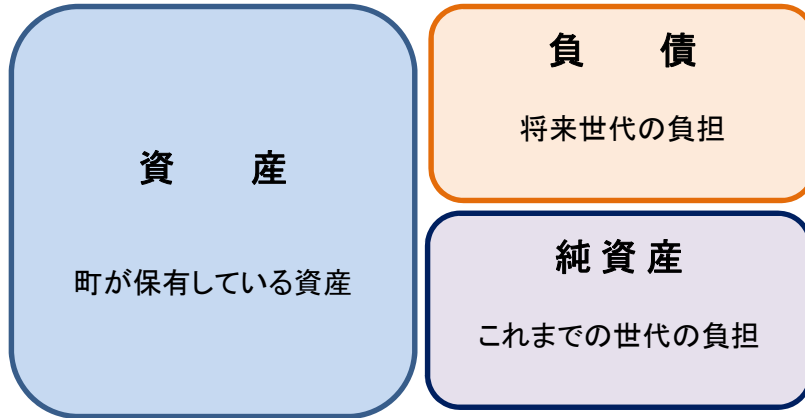 資　　産
町が保有している資産
負　　債
将来世代の負担
純 資 産
これまでの世代の負担